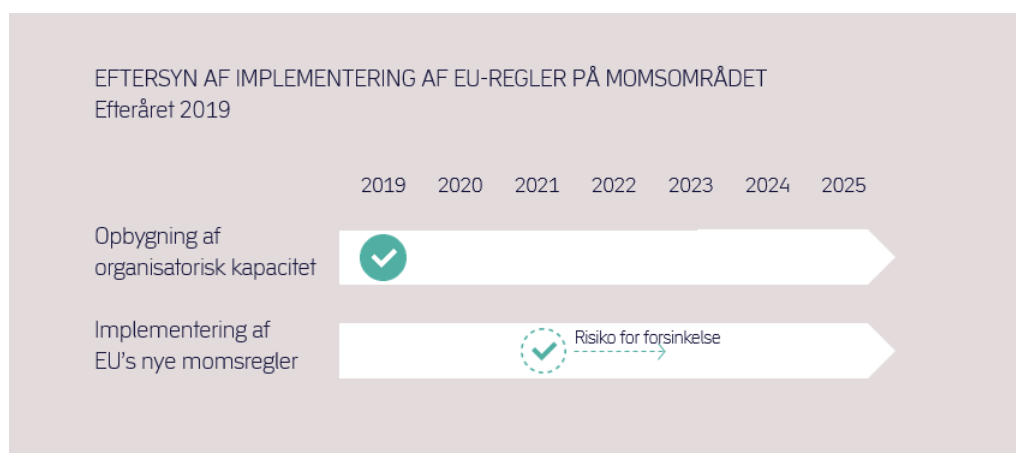 EFTERSYN AF IMPLEMENTERING AF EU-REGLER PÅ MOMSOMRÅDET
Efteråret 2019
2019 2020 2021 2022 2023 2024 2025
Opbygning af
organisatorisk kapacitet
Implementering af
EU's nye momsregler
Risiko for forsinkelse